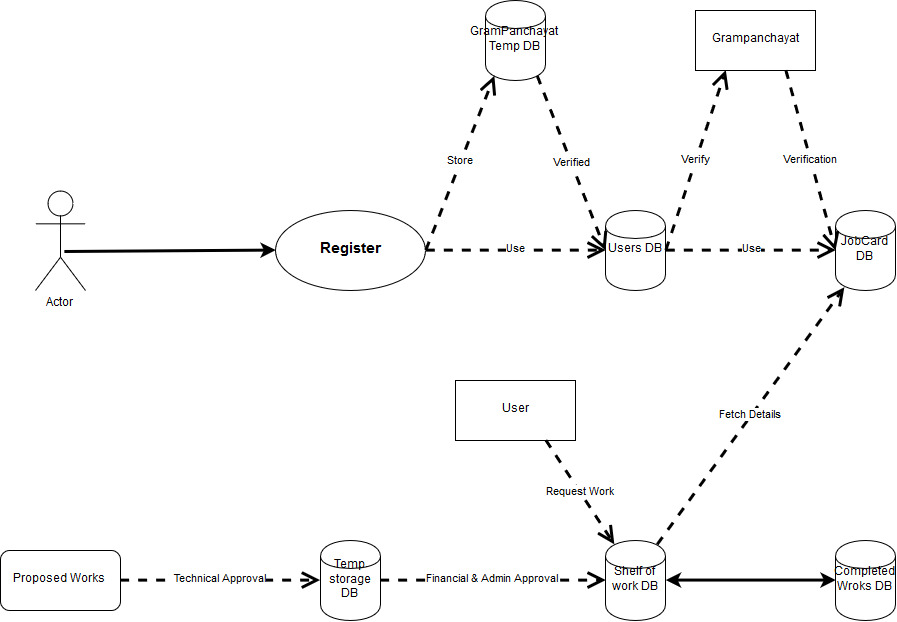 GramPanchayat
Temp DB
Grampanchayat
Store
Verified
Verify
Verification
Register
Use
Users DB
Use
JobCard
DB
Actor
User
Fetch Details
Request Work
Proposed Works
Technical Approval
Temp
storage
DB
Financial & Admin Approval
Shelf of
work DB
Completed
Wroks DB